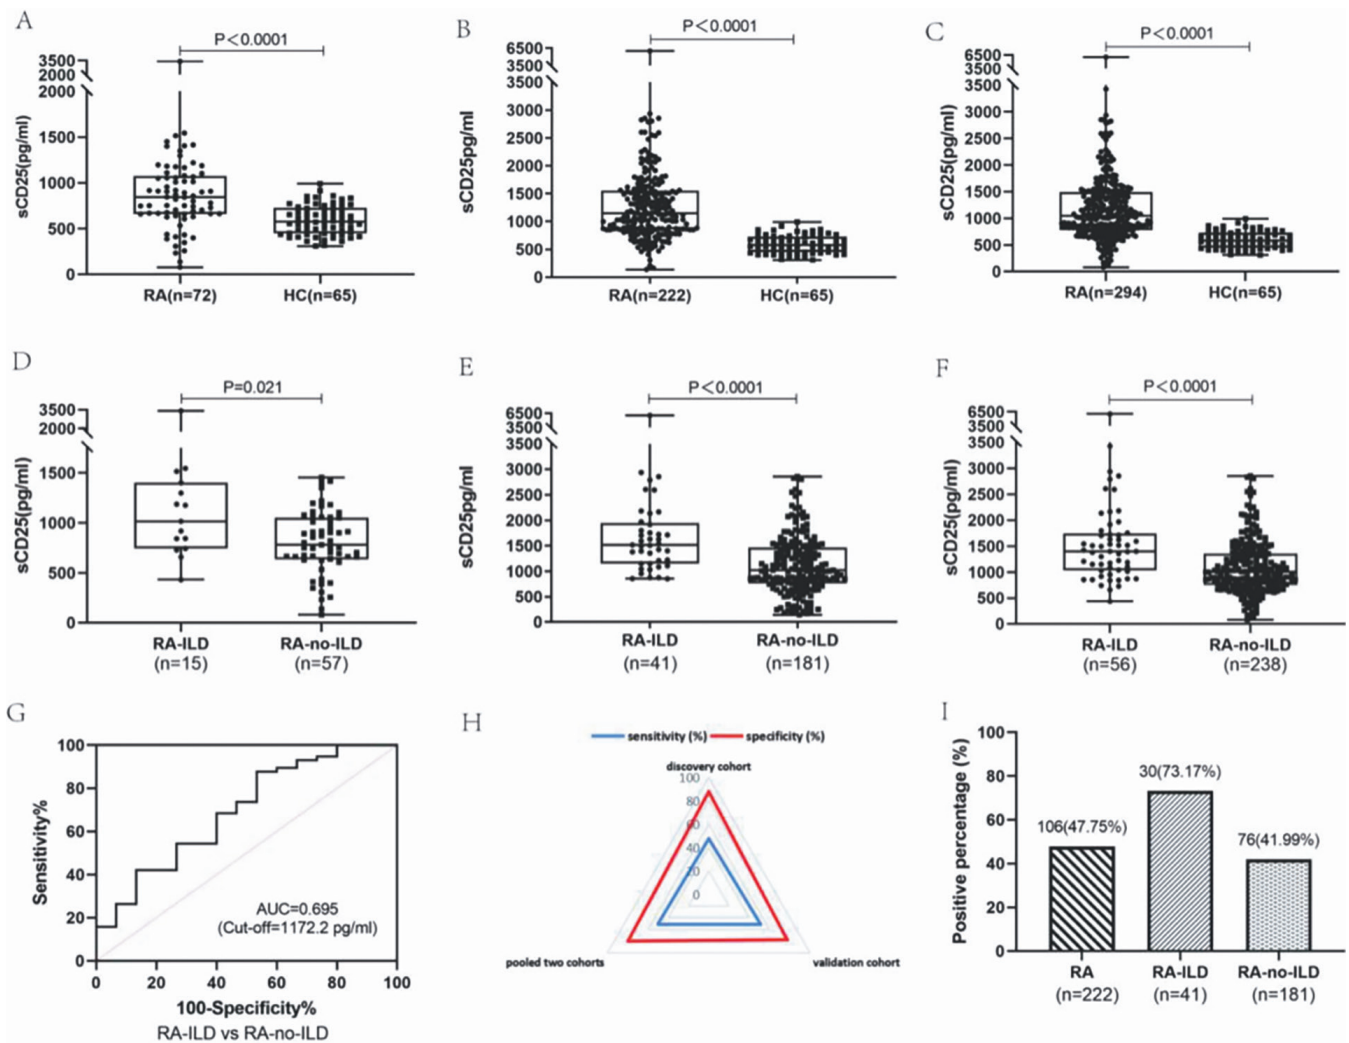 A
P<0.0001
sCD25(pg/ml)
3500
2000
2000
1500
1000
500
0
RA(n=72)
HC(n=65)
B
P<0.0001
sCD25pg/ml
6500
3500
3500
3000
2500
2000
1500
1000
500
0
RA(n=222)
HC(n=65)
C
P<0.0001
sCD25(pg/ml)
6500
3500
3500
3000
2500
2000
1500
1000
500
0
RA(n=294)
HC(n=65)
D
P=0.021
sCD25(pg/ml)
3500
2000
1500
1000
500
0
RA-ILD
(n=15)
RA-no-ILD
(n=57)
E
P<0.0001
sCD25pg/ml
6500
3500
3500
3000
2500
2000
1500
1000
500
0
RA-ILD
(n=41)
RA-no-ILD
(n=181)
F
P<0.0001
sCD25(pg/ml)
6500
3500
3500
3000
2500
2000
1500
1000
500
0
RA-ILD
(n=56)
RA-no-ILD
(n=238)
G
Sensitivity%
100
80
60
40
20
0
AUC=0.695
(Cut-off=1172.2 pg/ml)
0 20 40 60 80 100
100-Specificity%
RA-ILD vs RA-no-ILD
H
sensitivity (%) specificity (%)
discovery cohort
100
80
60
40
20
0
pooled two cohorts
validation cohort
I
Positive percentage (%)
100
80
60
40
20
0
106(47.75%)
30(73.17%)
76(41.99%)
RA
(n=222)
RA-ILD
(n=41)
RA-no-ILD
(n=181)